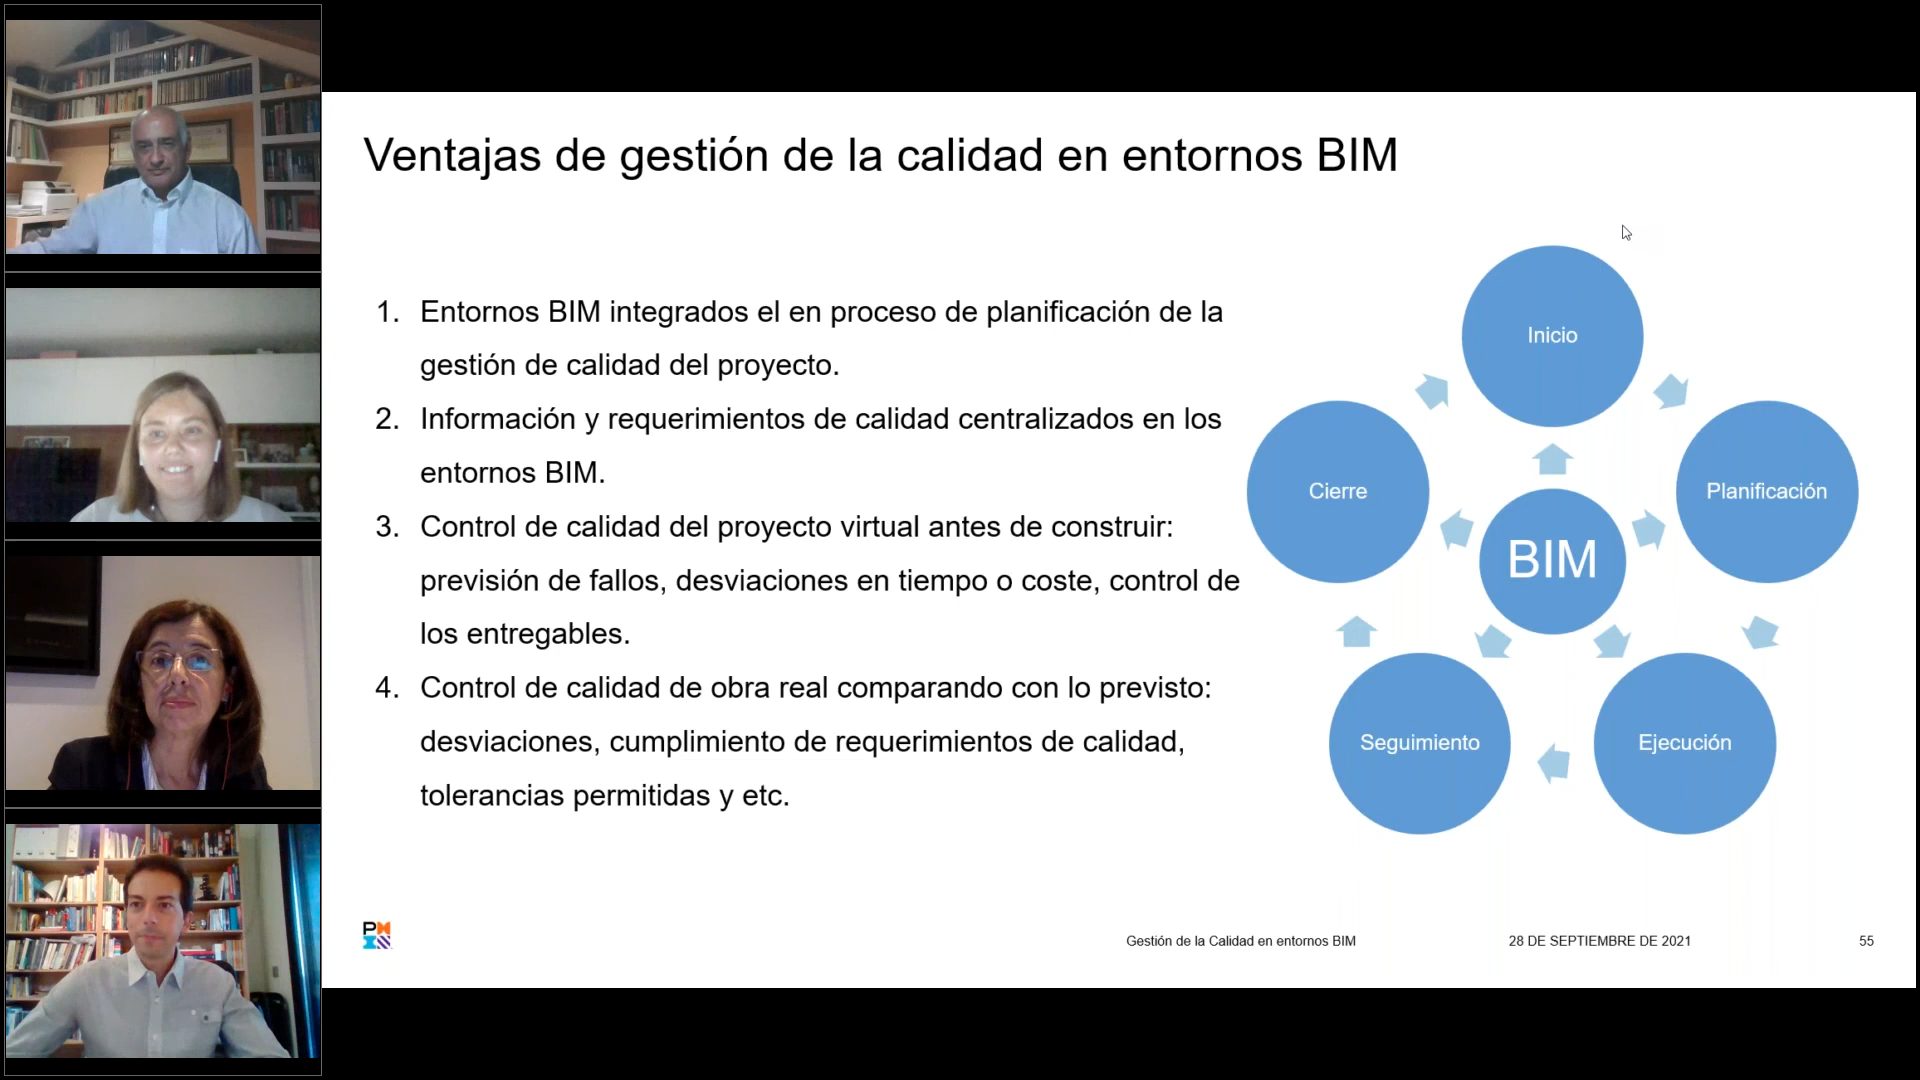 Ventajas de gestión de la calidad en entornos BIM
1. Entornos BIM integrados el en proceso de planificación de la
gestión de calidad del proyecto.
2. Información y requerimientos de calidad centralizados en los
entornos BIM.
3. Control de calidad del proyecto virtual antes de construir:
previsión de fallos, desviaciones en tiempo o coste, control de
los entregables.
4. Control de calidad de obra real comparando con lo previsto:
desviaciones, cumplimiento de requerimientos de calidad,
tolerancias permitidas y etc.
Inicio
Planificación
Ejecución
Seguimiento
Cierre
BIM
Gestión de la Calidad en entornos BIM
28 DE SEPTIEMBRE DE 2021
55